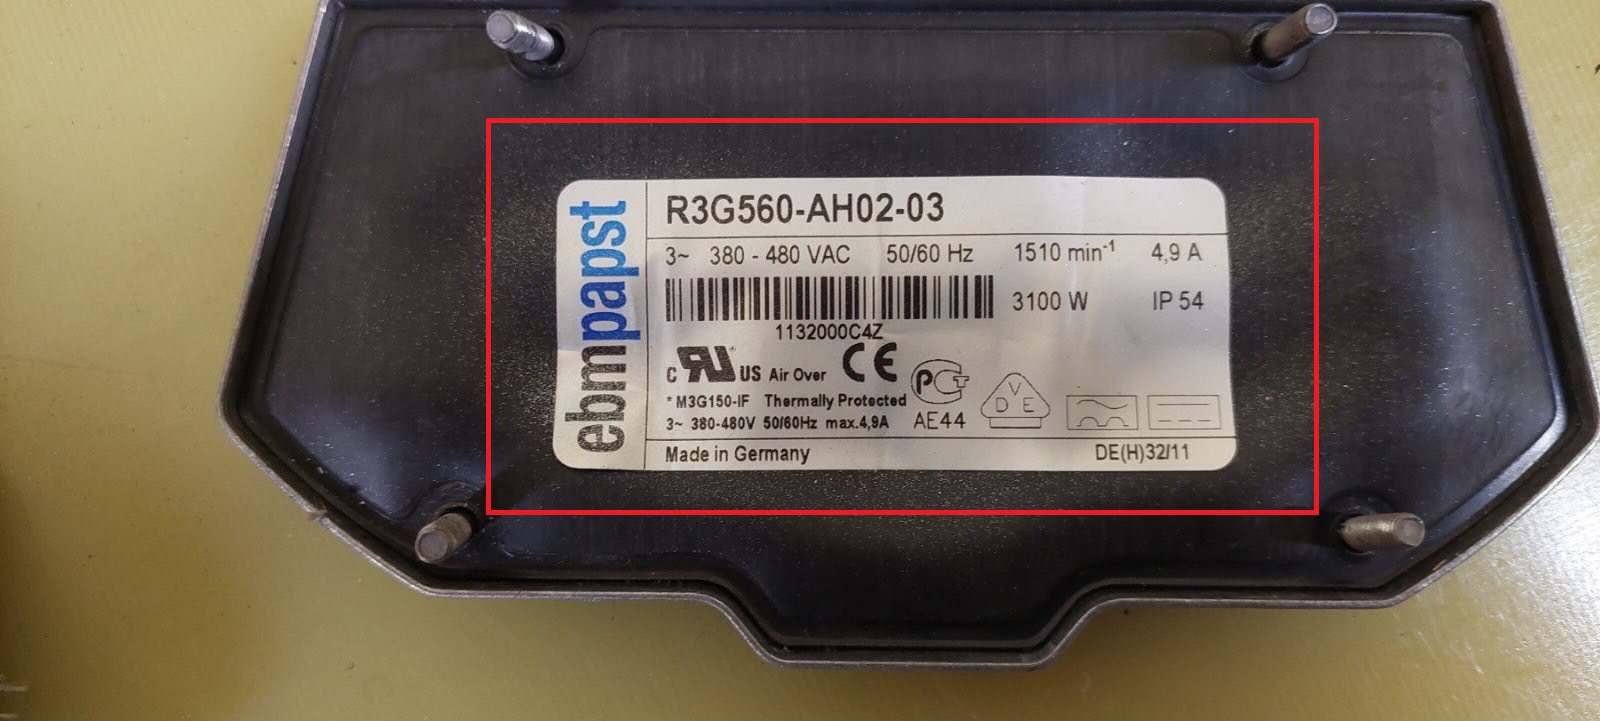 ebmpapst
R3G560-AH02-03
3~ 380 - 480 VAC 50/60 Hz 1510 min-1 4,9 A
3100 W IP 54
1132000C4Z
C RU US Air Over CE PCT
* M3G150-IF Thermally Protected
VDE
3~ 380-480V 50/60Hz max.4,9A AE44
Made in Germany DE(H)32/11